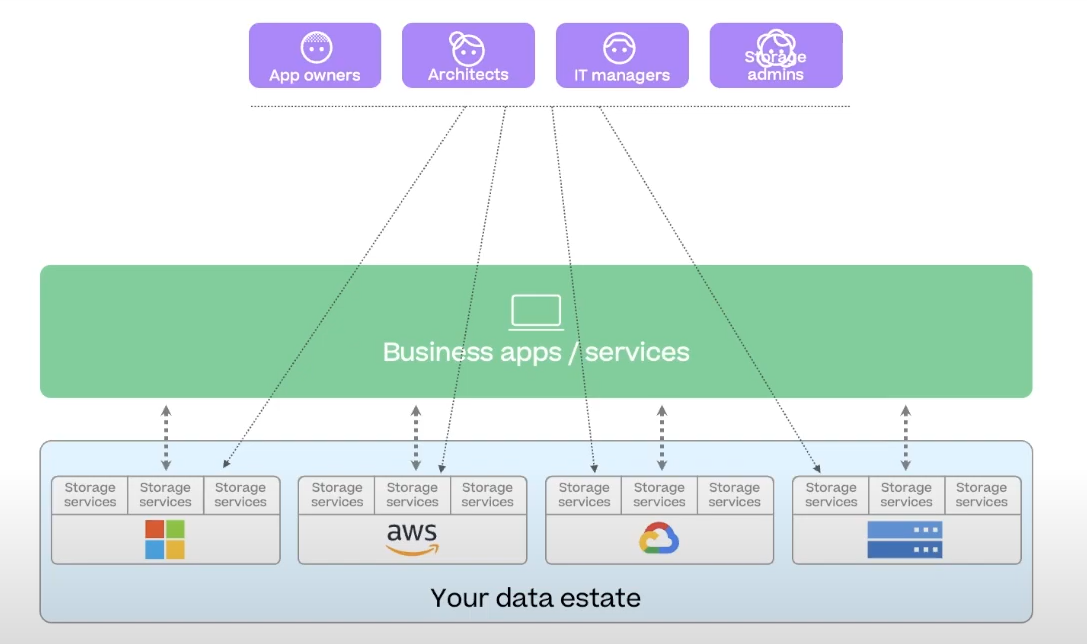 App owners
Architects
IT managers
Storage
admins
Business apps / services
Storage
services
Storage
services
Storage
services
Storage
services
Storage
services
Storage
services
Storage
services
Storage
services
Storage
services
Storage
services
Storage
services
Storage
services
aws
Your data estate